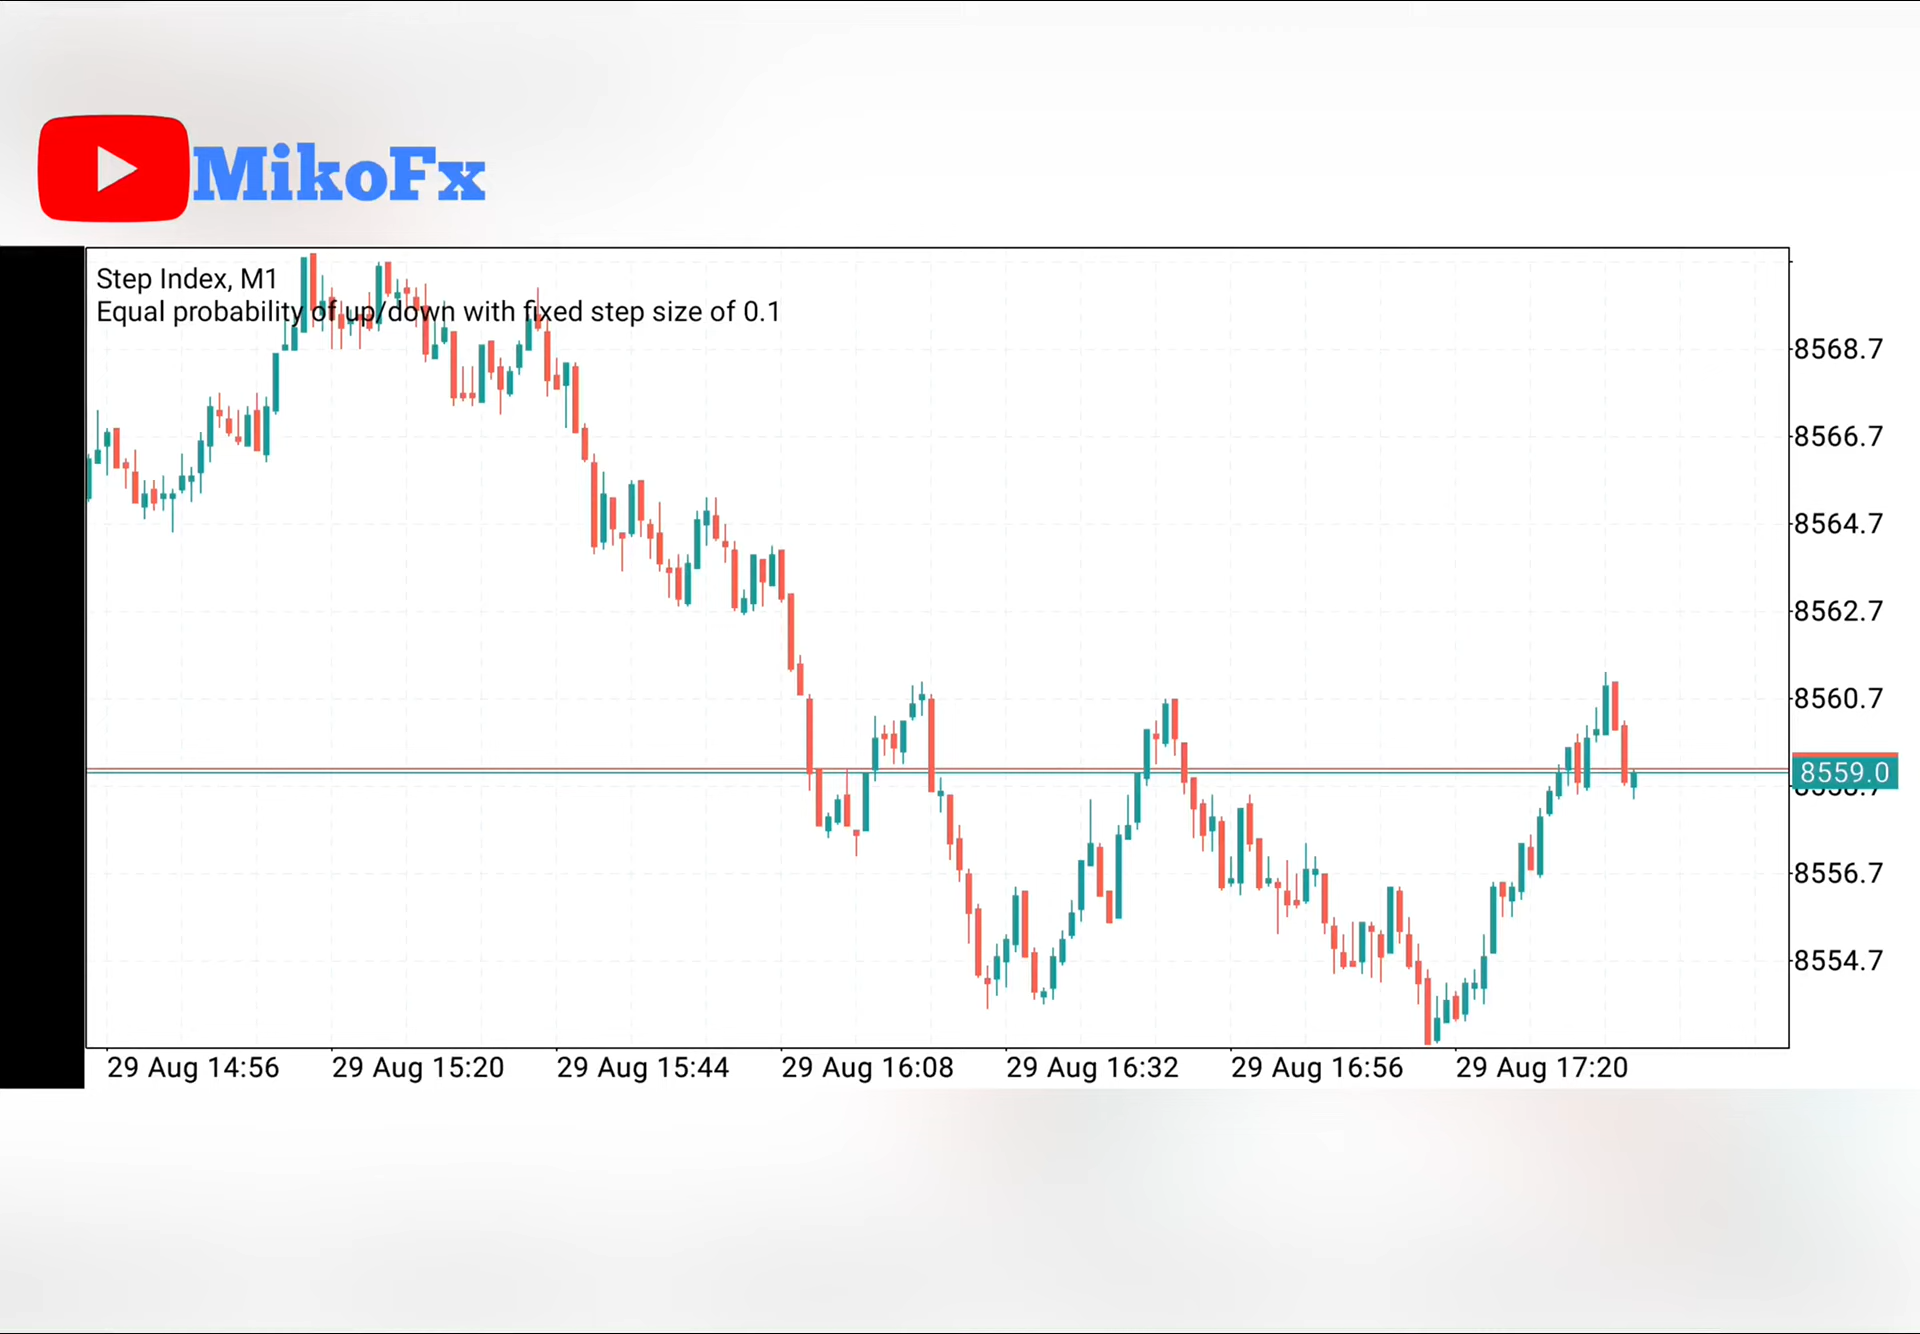 MikoFx
Step Index, M1
Equal probability of up/down with fixed step size of 0.1
8568.7
8566.7
8564.7
8562.7
8560.7
8559.0
8556.7
8554.7
29 Aug 14:56
29 Aug 15:20
29 Aug 15:44
29 Aug 16:08
29 Aug 16:32
29 Aug 16:56
29 Aug 17:20